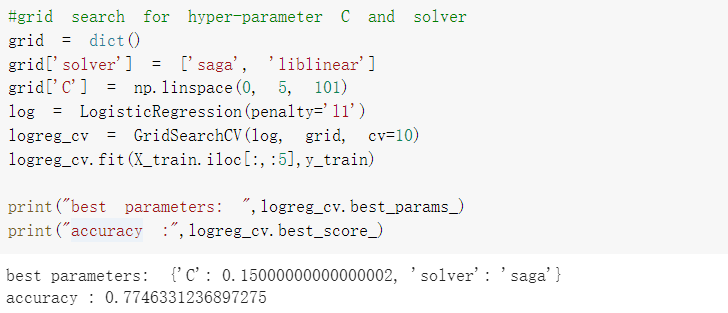 #grid search for hyper-parameter C and solver
grid = dict()
grid['solver'] = ['saga', 'liblinear']
grid['C'] = np.linspace(0, 5, 101)
log = LogisticRegression(penalty='l1')
logreg_cv = GridSearchCV(log, grid, cv=10)
logreg_cv.fit(X_train.iloc[:,:5],y_train)
print("best parameters: ",logreg_cv.best_params_)
print("accuracy :",logreg_cv.best_score_)
best parameters: {'C': 0.15000000000000002, 'solver': 'saga'}
accuracy : 0.7746331236897275